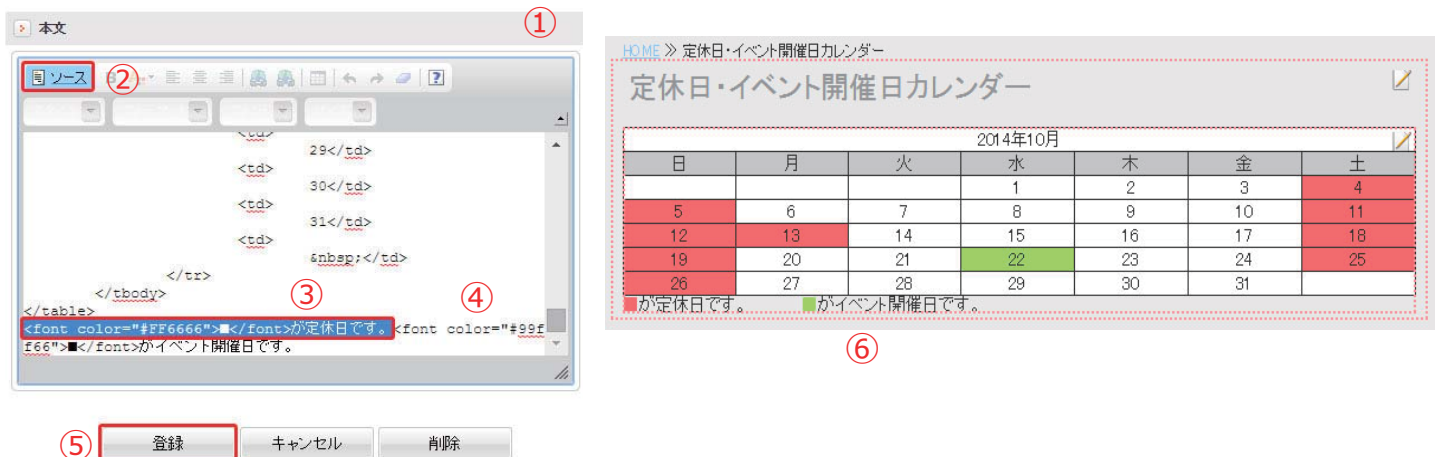 ①
本文
ソース
②
B
?
<td>
29</td>
<td>
30</td>
<td>
31</td>
<td>
&nbsp;</td>
</tr>
</tbody>
③
④
</table>
<font color="#FF6666">■</font>が定休日です。<font color="#99f
f66">■</font>がイベント開催日です。
⑤
登録 キャンセル 削除
HOME ≫ 定休日・イベント開催日カレンダー
定休日・イベント開催日カレンダー
2014年10月
日 月 火 水 木 金 土
1 2 3 4
5 6 7 8 9 10 11
12 13 14 15 16 17 18
19 20 21 22 23 24 25
26 27 28 29 30 31
■が定休日です。 ■がイベント開催日です。
⑥